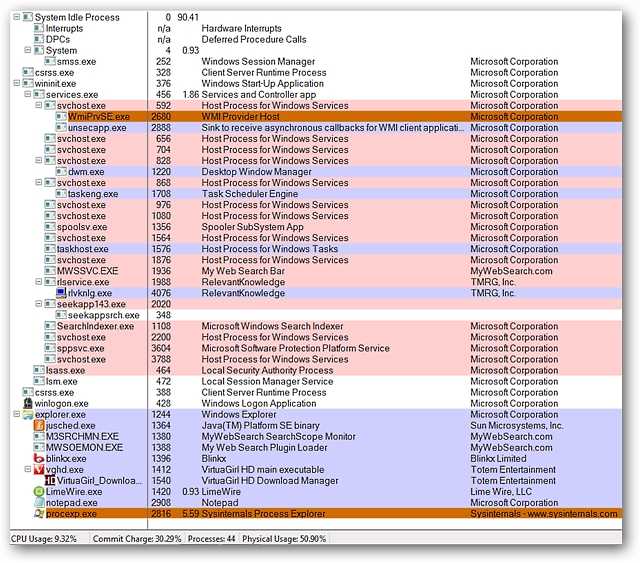 System Idle Process 0 90.41
Interrupts n/a Hardware Interrupts
DPCs n/a Deferred Procedure Calls
System 4 0.93
smss.exe 252 Windows Session Manager Microsoft Corporation
csrss.exe 328 Client Server Runtime Process Microsoft Corporation
wininit.exe 376 Windows Start-Up Application Microsoft Corporation
services.exe 456 1.86 Services and Controller app Microsoft Corporation
svchost.exe 592 Host Process for Windows Services Microsoft Corporation
WmiPrvSE.exe 2680 WMI Provider Host Microsoft Corporation
unsecapp.exe 2888 Sink to receive asynchronous callbacks for WMI client applicati... Microsoft Corporation
svchost.exe 656 Host Process for Windows Services Microsoft Corporation
svchost.exe 704 Host Process for Windows Services Microsoft Corporation
svchost.exe 828 Host Process for Windows Services Microsoft Corporation
dwm.exe 1220 Desktop Window Manager Microsoft Corporation
svchost.exe 868 Host Process for Windows Services Microsoft Corporation
taskeng.exe 1708 Task Scheduler Engine Microsoft Corporation
svchost.exe 976 Host Process for Windows Services Microsoft Corporation
svchost.exe 1080 Host Process for Windows Services Microsoft Corporation
spoolsv.exe 1356 Spooler SubSystem App Microsoft Corporation
svchost.exe 1564 Host Process for Windows Services Microsoft Corporation
taskhost.exe 1576 Host Process for Windows Tasks Microsoft Corporation
svchost.exe 1876 Host Process for Windows Services Microsoft Corporation
MWSSVC.EXE 1936 My Web Search Bar MyWebSearch.com
rlservice.exe 1988 RelevantKnowledge TMRG, Inc.
rlvknlg.exe 4076 RelevantKnowledge TMRG, Inc.
seekapp143.exe 2020
seekappsrch.exe 348
SearchIndexer.exe 1108 Microsoft Windows Search Indexer Microsoft Corporation
svchost.exe 2200 Host Process for Windows Services Microsoft Corporation
sppsvc.exe 3604 Microsoft Software Protection Platform Service Microsoft Corporation
svchost.exe 3788 Host Process for Windows Services Microsoft Corporation
lsass.exe 464 Local Security Authority Process Microsoft Corporation
lsm.exe 472 Local Session Manager Service Microsoft Corporation
csrss.exe 388 Client Server Runtime Process Microsoft Corporation
winlogon.exe 428 Windows Logon Application Microsoft Corporation
explorer.exe 1244 Windows Explorer Microsoft Corporation
jusched.exe 1364 Java(TM) Platform SE binary Sun Microsystems, Inc.
M3SRCHMN.EXE 1380 MyWebSearch SearchScope Monitor MyWebSearch.com
MWSOEMON.EXE 1388 My Web Search Plugin Loader MyWebSearch.com
blinkx.exe 1396 Blinkx Blinkx Limited
vghd.exe 1412 VirtuaGirl HD main executable Totem Entertainment
HD VirtuaGirl_Downloa... 1540 VirtuaGirl HD Download Manager Totem Entertainment
LimeWire.exe 1420 0.93 LimeWire Lime Wire, LLC
notepad.exe 2908 Notepad Microsoft Corporation
procexp.exe 2816 5.59 Sysinternals Process Explorer Sysinternals - www.sysinternals.com
CPU Usage: 9.32% Commit Charge: 30.29% Processes: 44 Physical Usage: 50.90%